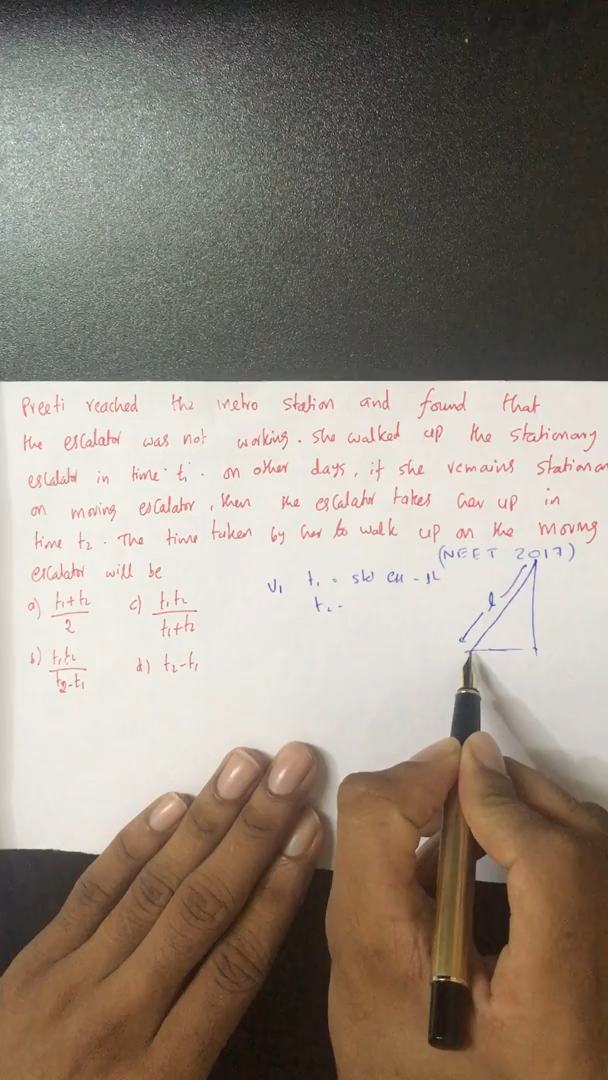 Preeti reached the metro station and found that
the escalator was not working. She walked up the stationary
escalator in time t₁. on other days, if she remains stationar
on moving escalator, then the escalator takes her up in
time t₂. The time taken by her to walk up on the moving
escalator will be
(NEET 2017)
a) t₁+t₂/2 c) t₁t₂/t₁+t₂
b) t₁t₂/t₂-t₁ d) t₂-t₁
V₁ t₁ =
t₂ -
l